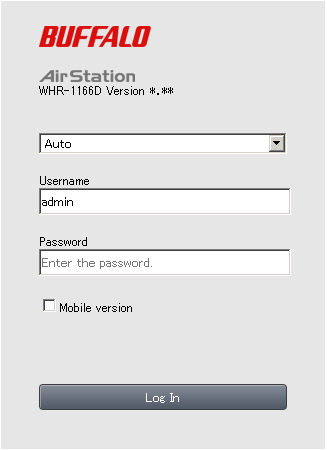 BUFFALO
AirStation
WHR-1166D Version *.**
Auto
Username
admin
Password
Enter the password.
Mobile version
Log In